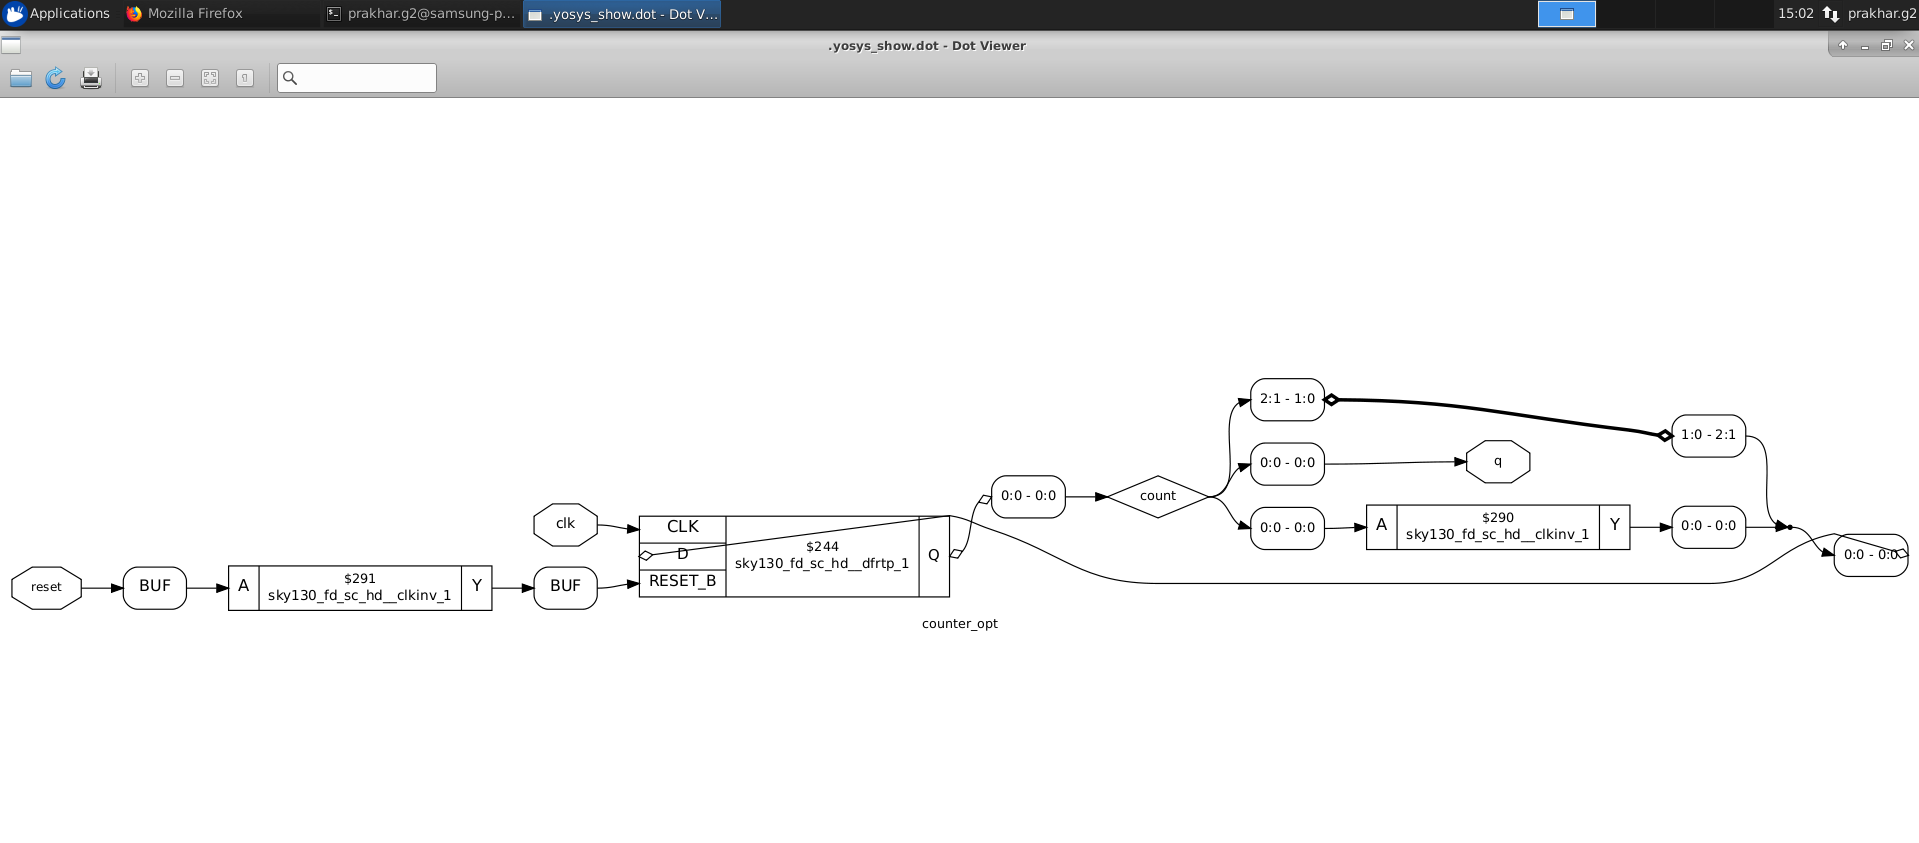 Applications
Mozilla Firefox
prakhar.g2@samsung-p...
.yosys_show.dot - Dot V...
15:02
prakhar.g2
.yosys_show.dot - Dot Viewer
2:1 - 1:0
1:0 - 2:1
0:0 - 0:0
q
0:0 - 0:0
count
0:0 - 0:0
A
$290
sky130_fd_sc_hd__clkinv_1
Y
0:0 - 0:0
0:0 - 0:0
clk
CLK
D
RESET_B
$244
sky130_fd_sc_hd__dfrtp_1
Q
reset
BUF
A
$291
sky130_fd_sc_hd__clkinv_1
Y
BUF
counter_opt